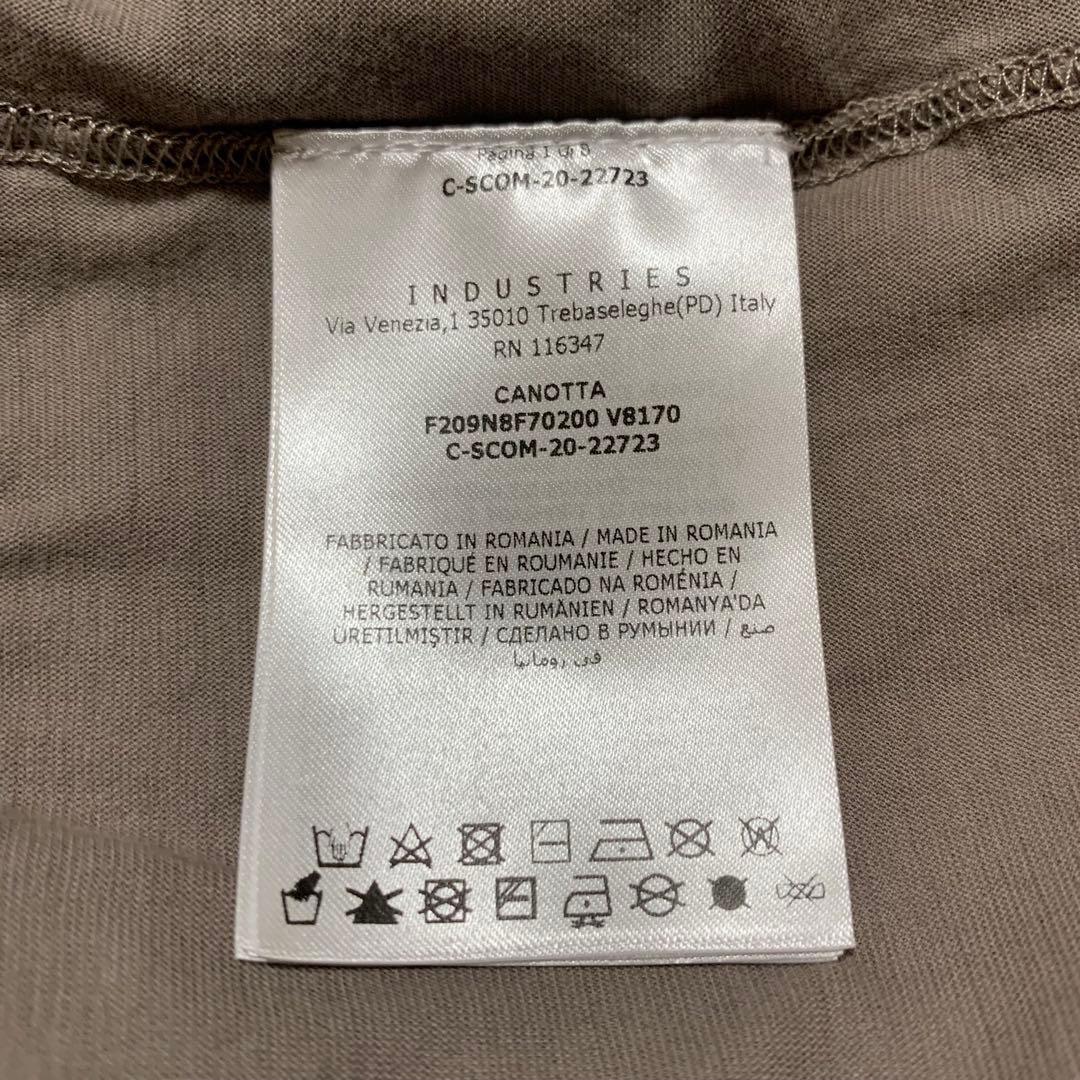 Pagina 1 di 8
C-SCOM-20-22723
INDUSTRIES
Via Venezia,1 35010 Trebaseleghe(PD) Italy
RN 116347
CANOTTA
F209N8F70200 V8170
C-SCOM-20-22723
FABBRICATO IN ROMANIA / MADE IN ROMANIA
/ FABRIQUÉ EN ROUMANIE / HECHO EN
RUMANIA / FABRICADO NA ROMÉNIA /
HERGESTELLT IN RUMÄNIEN / ROMANYA'DA
URETILMIŞTIR / СДЕЛАНО В РУМЫНИИ / صنع
في رومانيا